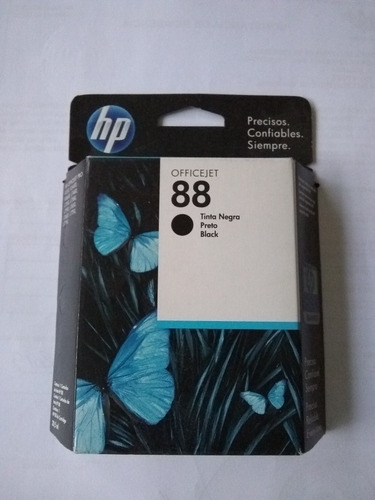 hp
Precisos.
Confiables.
Siempre.
OFFICEJET
88
Tinta Negra
Preto
Black